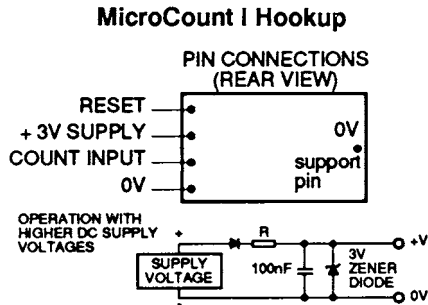 MicroCount I Hookup
PIN CONNECTIONS
(REAR VIEW)
RESET
+ 3V SUPPLY
COUNT INPUT
0V
0V
support
pin
OPERATION WITH
HIGHER DC SUPPLY
VOLTAGES
+
SUPPLY
VOLTAGE
-
R
100nF
3V
ZENER
DIODE
+V
0V